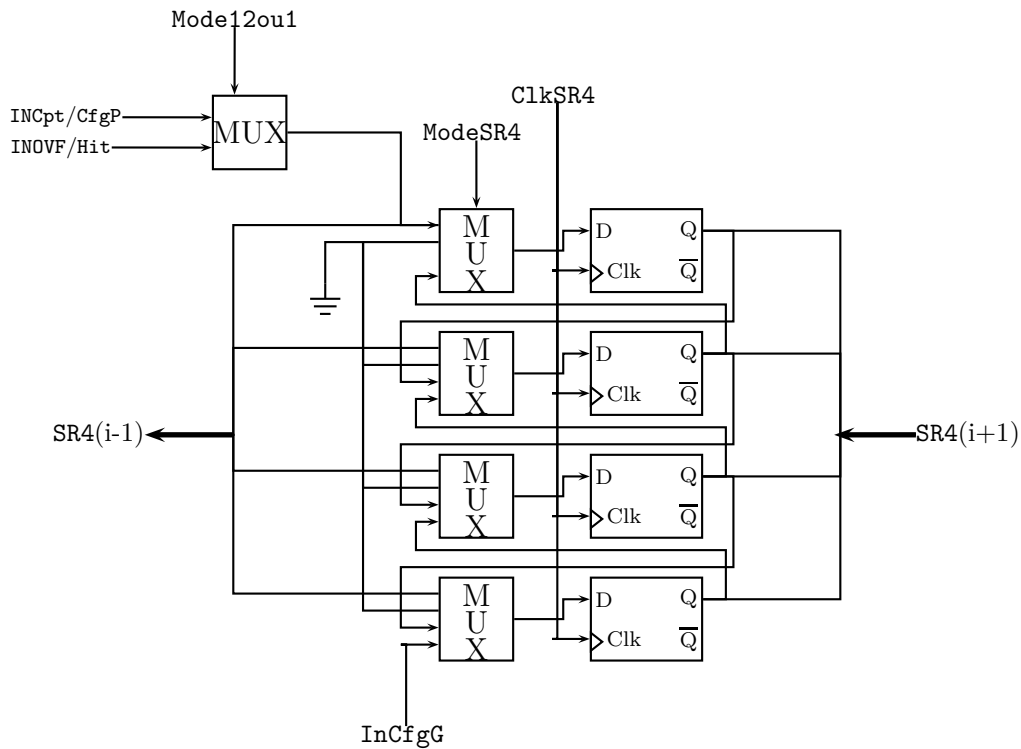 Mode12ou1
INCpt/CfgP
INOVF/Hit
MUX
ClkSR4
ModeSR4
M
U
X
D
Q
Clk
Q
M
U
X
D
Q
Clk
Q
SR4(i-1)
SR4(i+1)
M
U
X
D
Q
Clk
Q
M
U
X
D
Q
Clk
Q
InCfgG